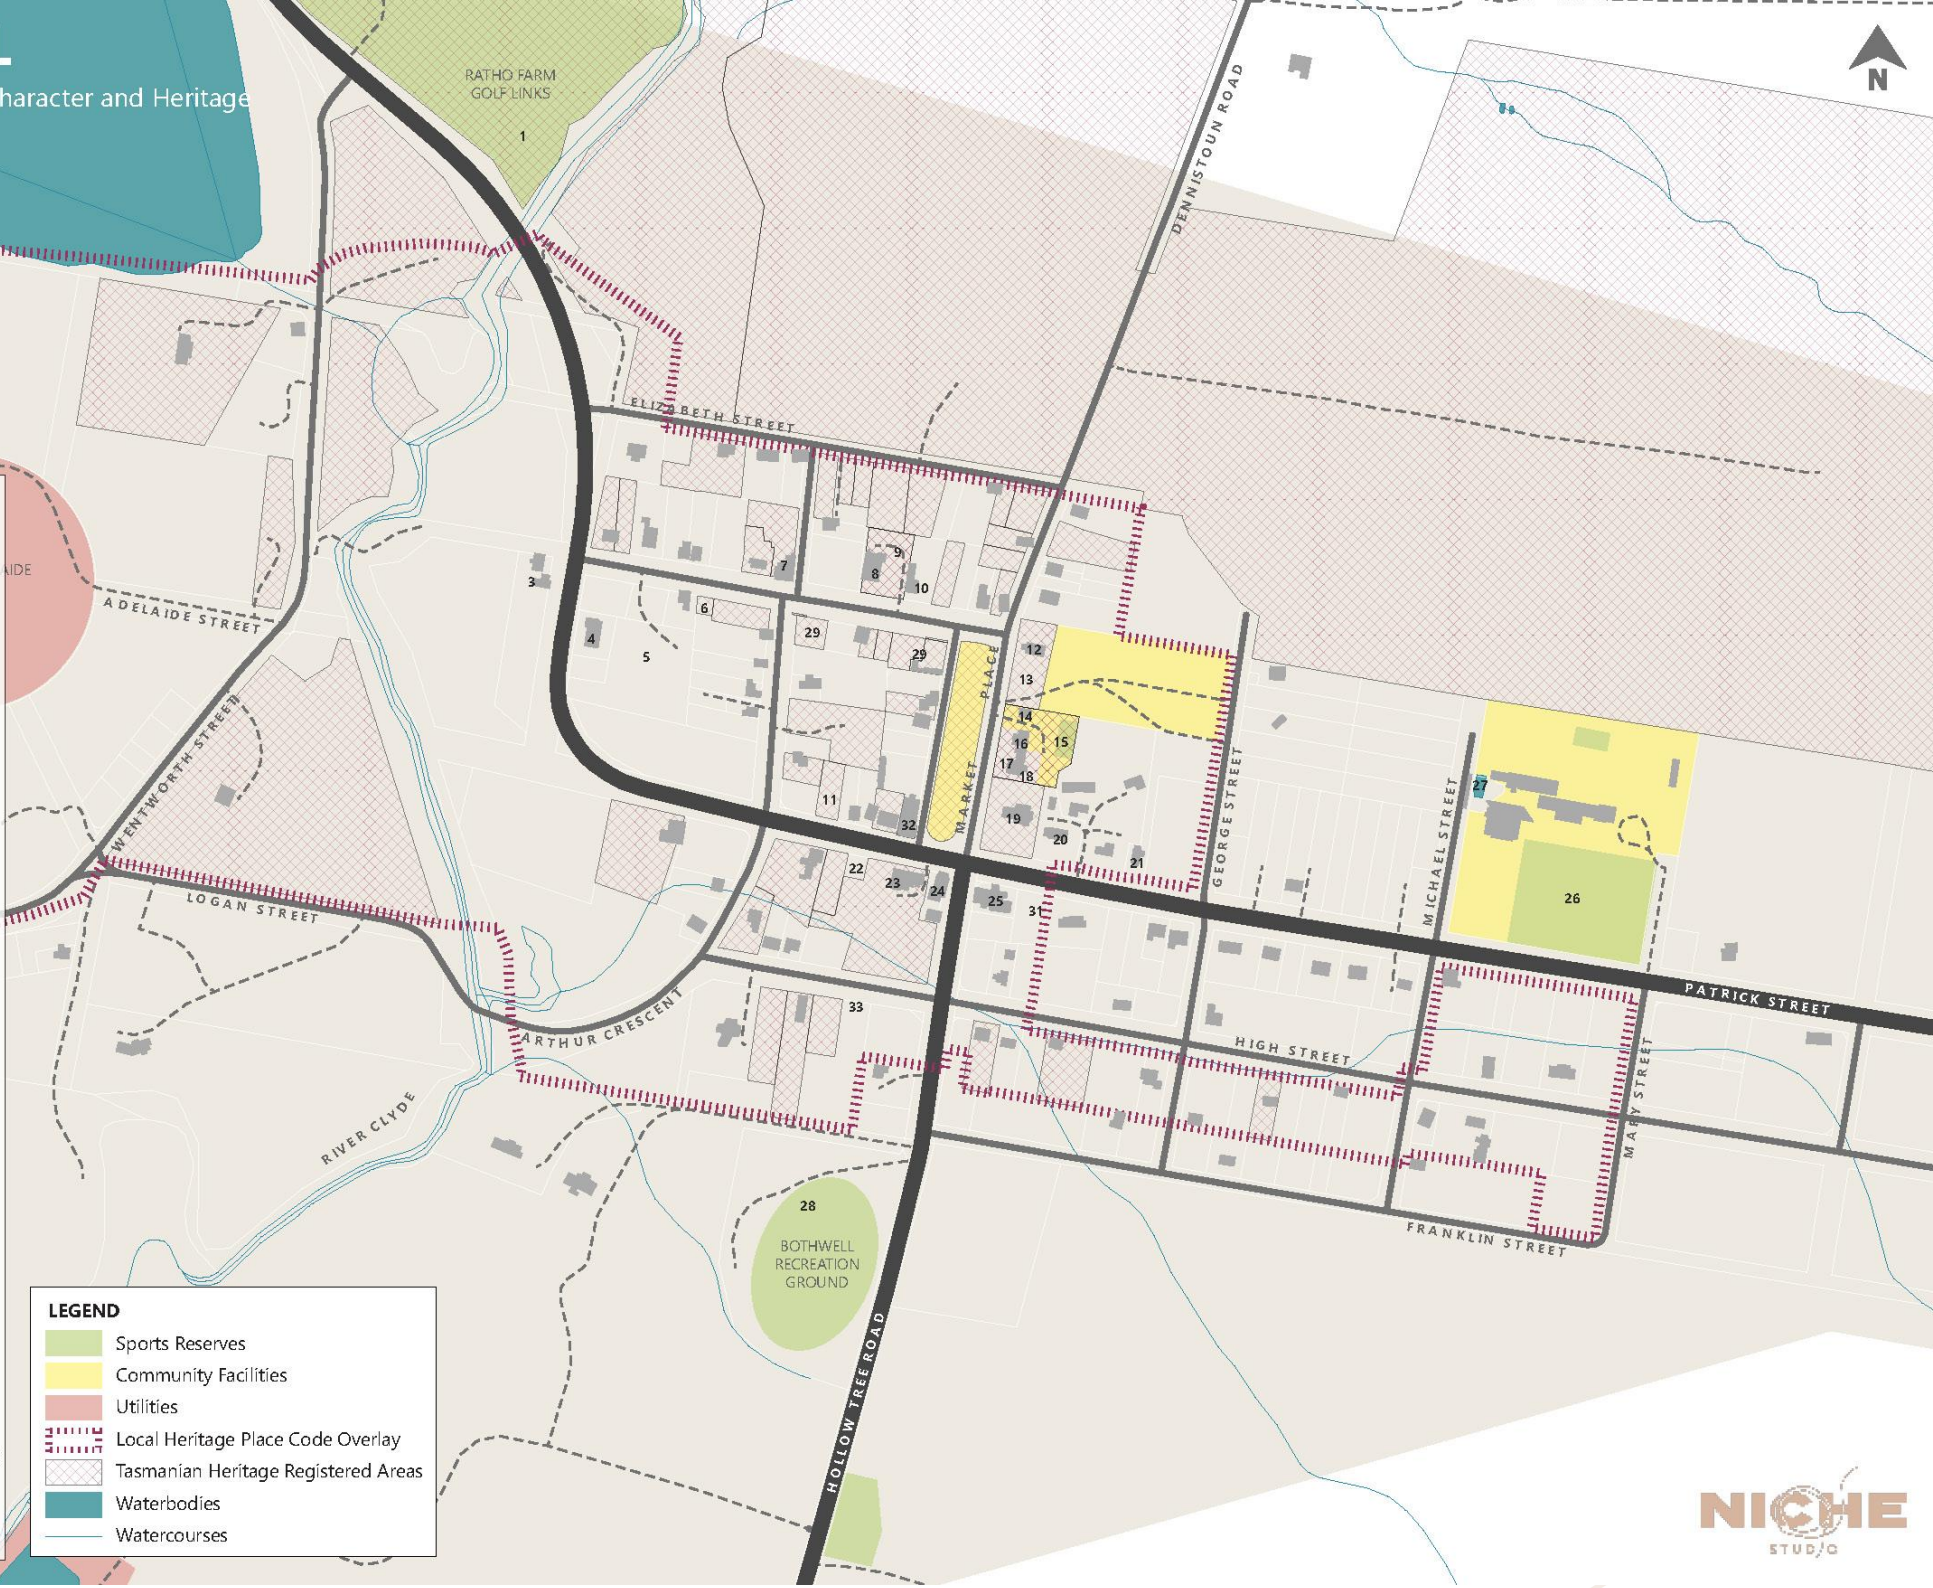 haracter and Heritage
RATHO FARM
GOLF LINKS
1
N
DENNISTOUN ROAD
ELIZABETH STREET
AIDE
ADELAIDE STREET
3
4
5
6
7
8
9
10
29
29
12
13
14
15
16
17
18
19
20
21
11
32
MARKET PLACE
GEORGE STREET
MICHAEL STREET
27
26
WENTWORTH STREET
LOGAN STREET
22
23
24
25
31
33
ARTHUR CRESCENT
RIVER CLYDE
HIGH STREET
PATRICK STREET
MARY STREET
FRANKLIN STREET
28
BOTHWELL
RECREATION
GROUND
HOLLOW TREE ROAD
LEGEND
Sports Reserves
Community Facilities
Utilities
Local Heritage Place Code Overlay
Tasmanian Heritage Registered Areas
Waterbodies
Watercourses
NICHE
STUDIO